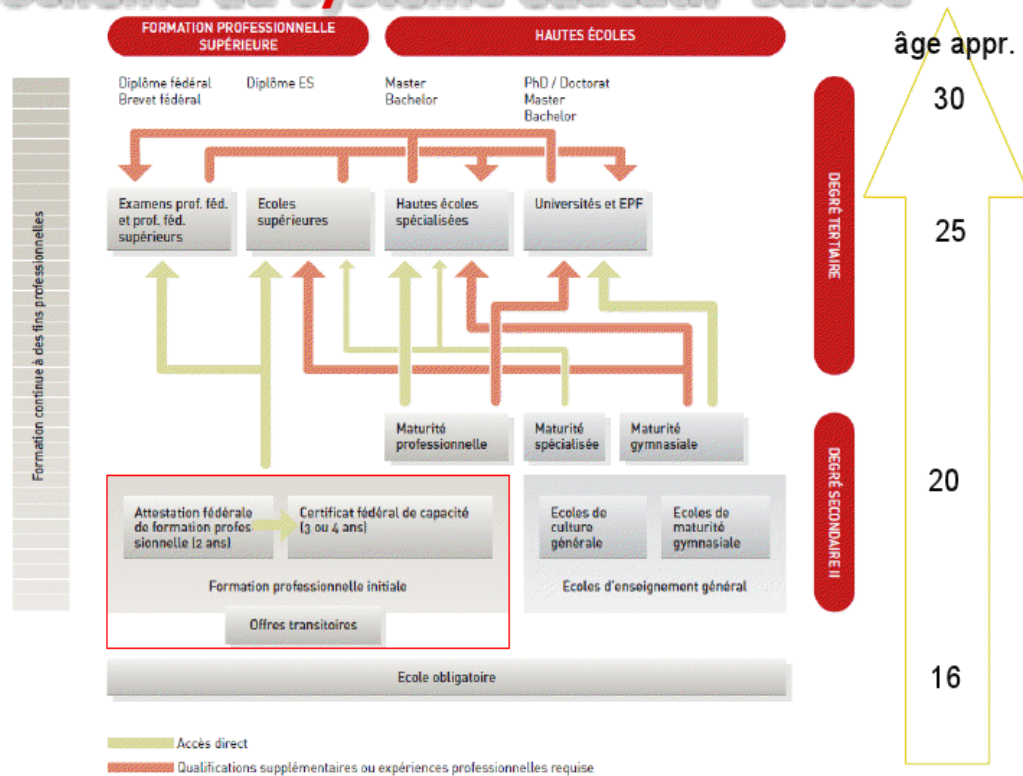 FORMATION PROFESSIONNELLE
SUPÉRIEURE
HAUTES ÉCOLES
âge appr.
Diplôme fédéral
Brevet fédéral
Diplôme ES
Master
Bachelor
PhD / Doctorat
Master
Bachelor
30
Examens prof. féd.
et prof. féd.
supérieurs
Ecoles
supérieures
Hautes écoles
spécialisées
Universités et EPF
DEGRÉ TERTIAIRE
25
Formation continue à des fins professionnelles
Maturité
professionnelle
Maturité
spécialisée
Maturité
gymnasiale
DEGRÉ SECONDAIRE II
20
Attestation fédérale
de formation profes
sionnelle (2 ans)
Certificat fédéral de capacité
(3 ou 4 ans)
Ecoles de
culture
générale
Ecoles de
maturité
gymnasiale
Formation professionnelle initiale
Ecoles d'enseignement général
Offres transitoires
Ecole obligatoire
16
Accès direct
Qualifications supplémentaires ou expériences professionnelles requise